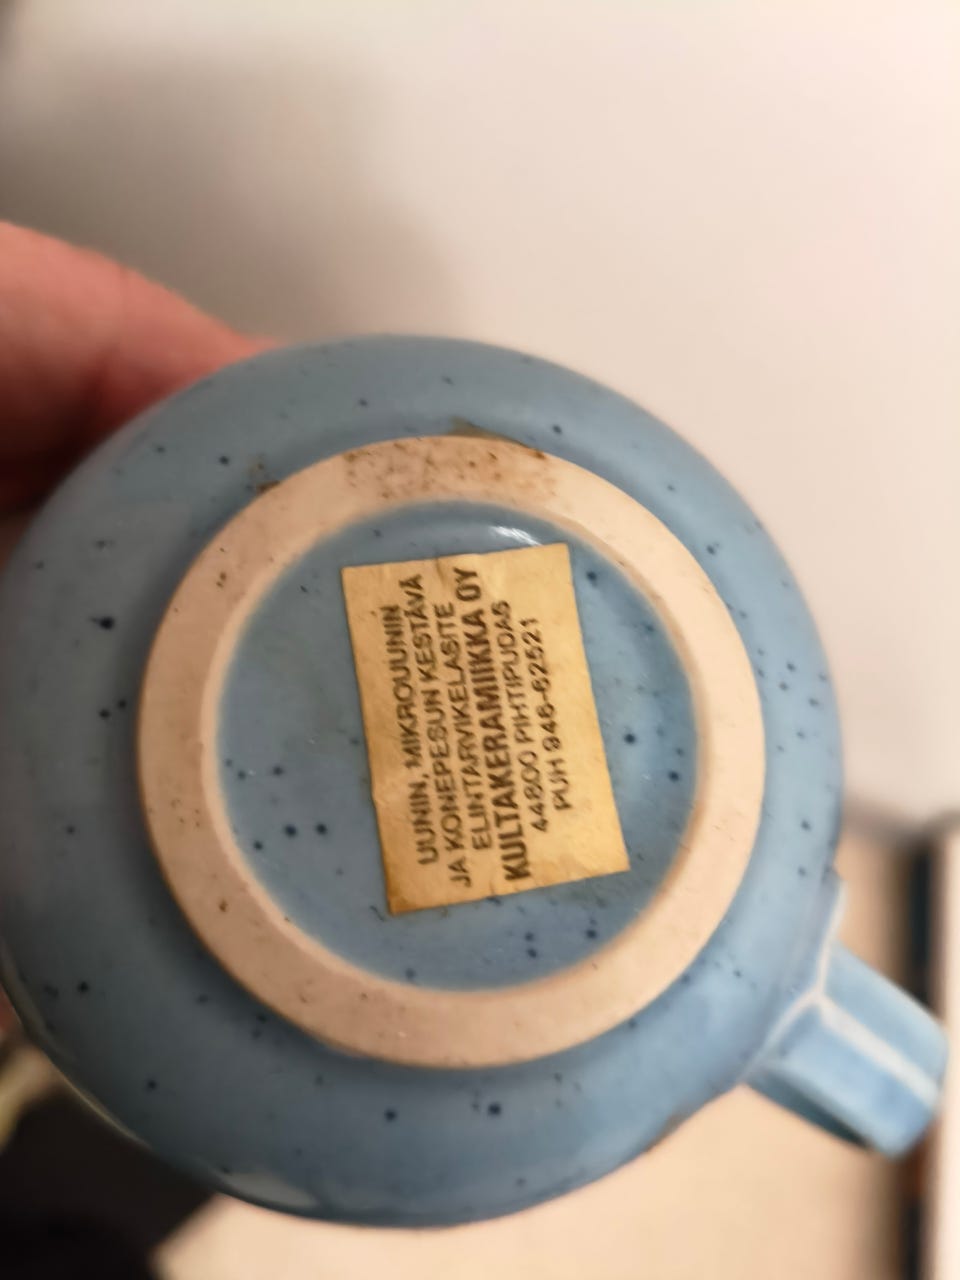 UUNIN, MIKROUUNIN
JA KONEPESUN KESTÄVÄ
ELINTARVIKELASITE
KULTAKERAMIIKKA OY
44800 PIHTIPUDAS
PUH 946-62521